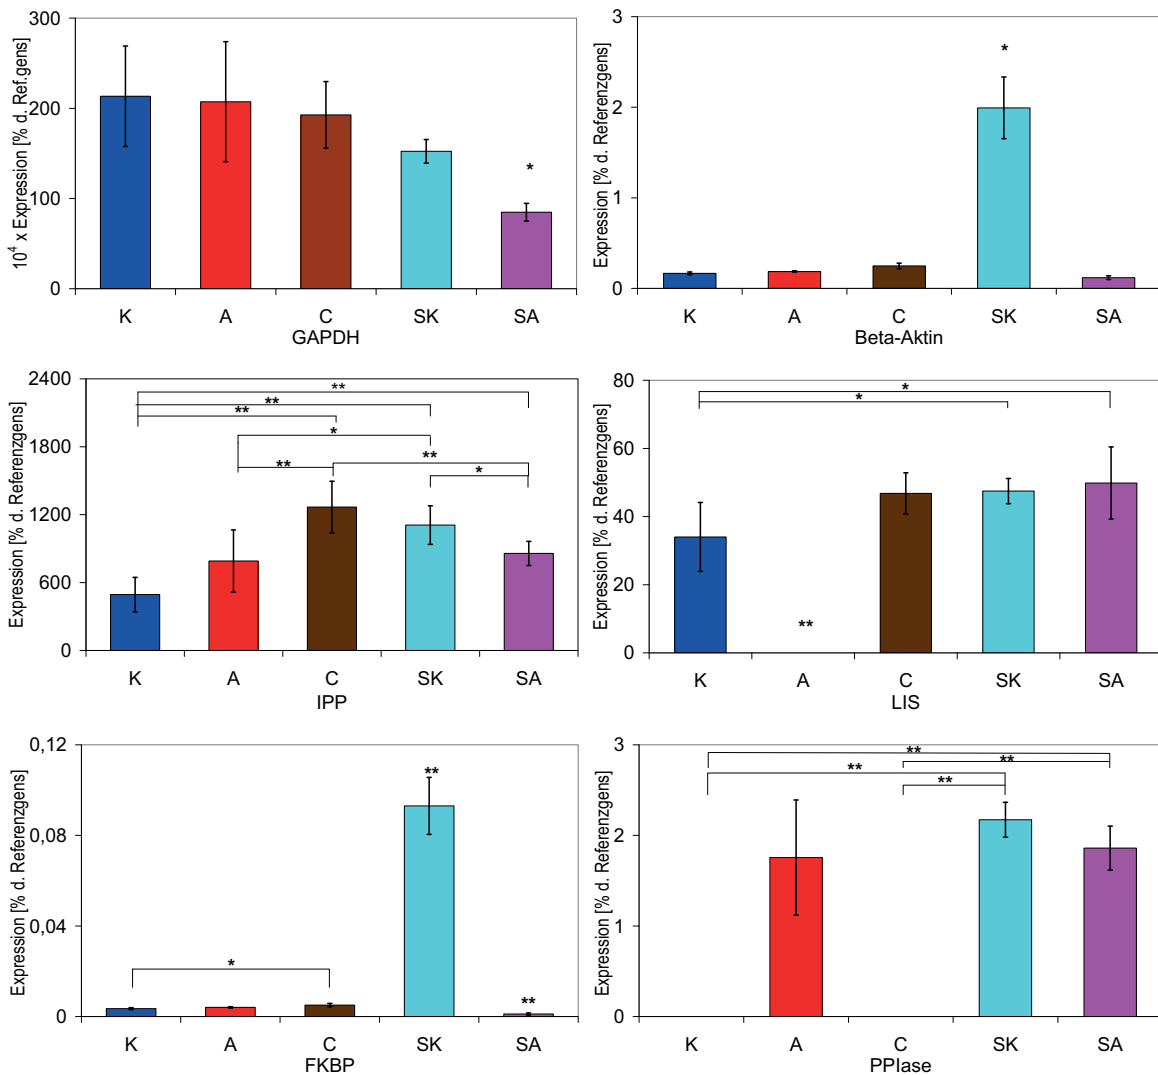 300
200
100
0
10⁴ x Expression [% d. Ref.gens]
*
K A C SK SA
GAPDH
3
2
1
0
Expression [% d. Referenzgens]
*
K A C SK SA
Beta-Aktin
2400
1800
1200
600
0
Expression [% d. Referenzgens]
**
**
**
*
**
**
*
K A C SK SA
IPP
80
60
40
20
0
Expression [% d. Referenzgens]
*
*
**
K A C SK SA
LIS
0,12
0,08
0,04
0
Expression [% d. Referenzgens]
**
*
**
K A C SK SA
FKBP
3
2
1
0
Expression [% d. Referenzgens]
**
**
**
**
K A C SK SA
PPIase